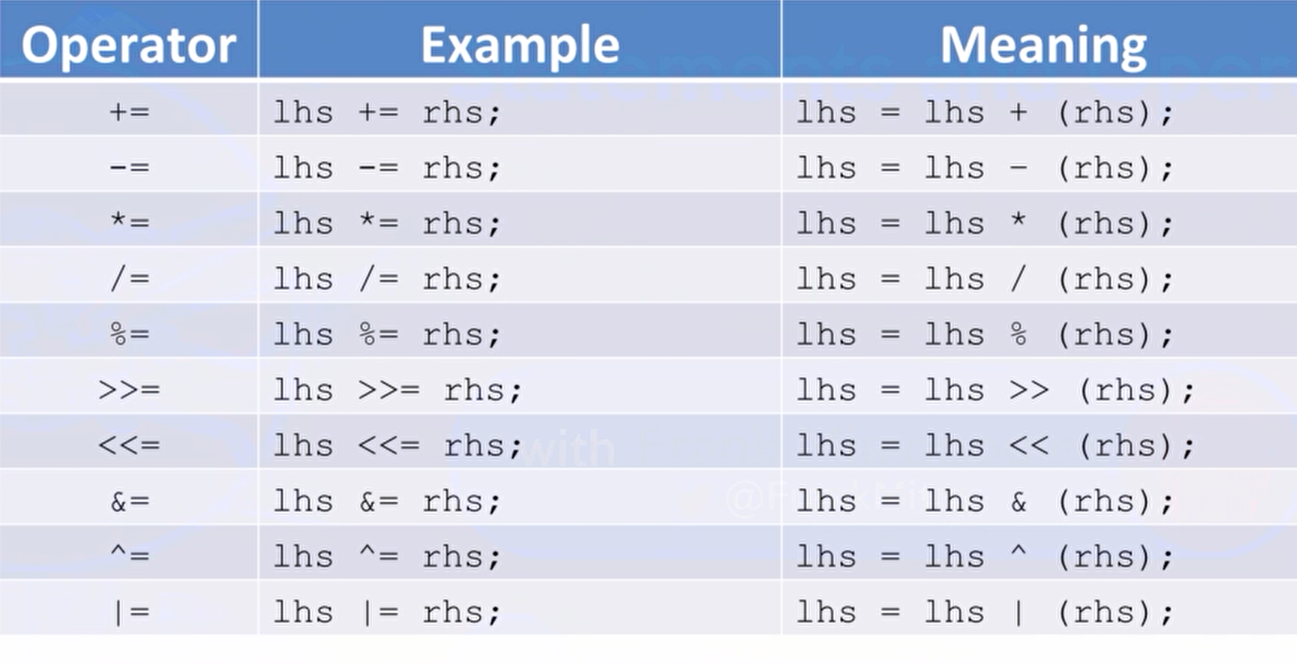 Operator Example Meaning
+= lhs += rhs; lhs = lhs + (rhs);
-= lhs -= rhs; lhs = lhs - (rhs);
*= lhs *= rhs; lhs = lhs * (rhs);
/= lhs /= rhs; lhs = lhs / (rhs);
%= lhs %= rhs; lhs = lhs % (rhs);
>>= lhs >>= rhs; lhs = lhs >> (rhs);
<<= lhs <<= rhs; lhs = lhs << (rhs);
with
&= lhs &= rhs; lhs = lhs & (rhs);
^= lhs ^= rhs; lhs = lhs ^ (rhs);
|= lhs |= rhs; lhs = lhs | (rhs);